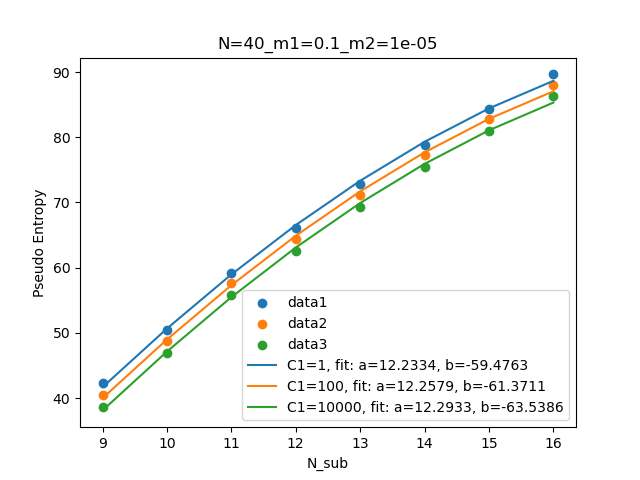 N=40_m1=0.1_m2=1e-05
Pseudo Entropy
90
80
70
60
50
40
data1
data2
data3
C1=1, fit: a=12.2334, b=-59.4763
C1=100, fit: a=12.2579, b=-61.3711
C1=10000, fit: a=12.2933, b=-63.5386
9 10 11 12 13 14 15 16
N_sub